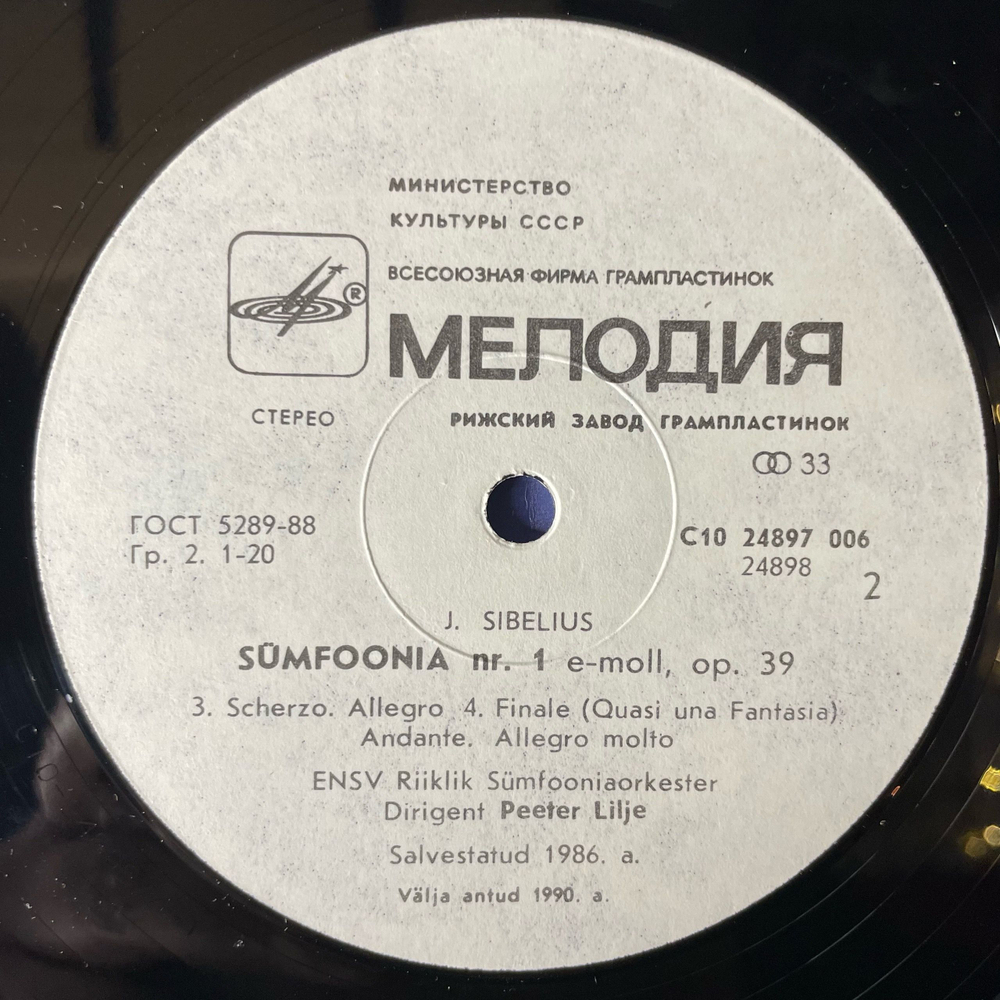 МИНИСТЕРСТВО
КУЛЬТУРЫ СССР
ВСЕСОЮЗНАЯ ФИРМА ГРАМПЛАСТИНОК
®
МЕЛОДИЯ
СТЕРЕО
РИЖСКИЙ ЗАВОД ГРАМПЛАСТИНОК
33
ГОСТ 5289-88
Гр. 2. 1-20
С10 24897 006
24898
2
J. SIBELIUS
SÜMFOONIA nr. 1 e-moll, op. 39
3. Scherzo. Allegro 4. Finale (Quasi una Fantasia)
Andante. Allegro molto
ENSV Riiklik Sümfooniaorkester
Dirigent Peeter Lilje
Salvestatud 1986. a.
Välja antud 1990. a.